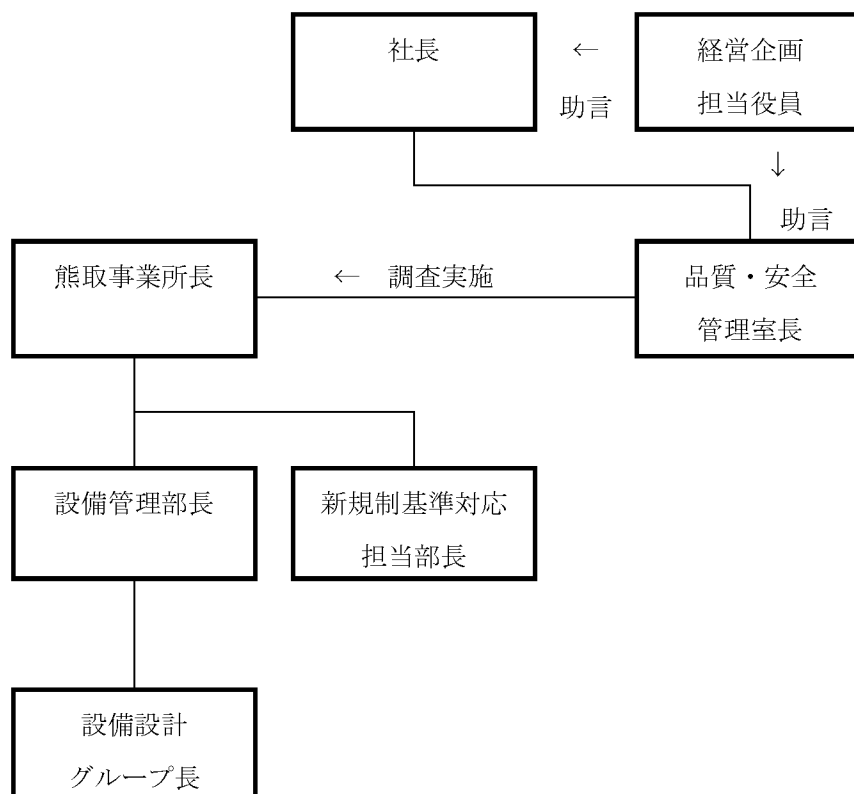 社長
←
助言
経営企画
担当役員
↓
助言
熊取事業所長
← 調査実施
品質・安全
管理室長
設備管理部長
新規制基準対応
担当部長
設備設計
グループ長